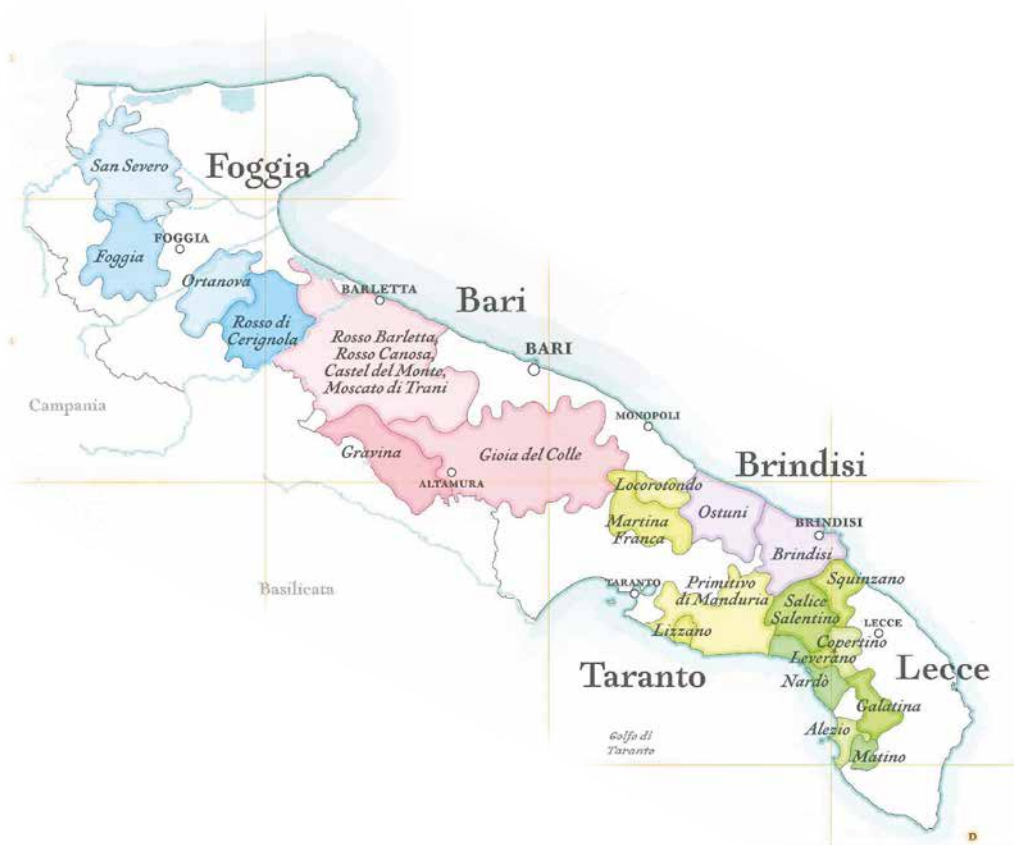 San Severo
Foggia
FOGGIA
Foggia
Ortanova
Rosso di
Cerignola
BARLETTA
Bari
Rosso Barletta,
Rosso Canosa,
Castel del Monte,
Moscato di Trani
BARI
Campania
MONOPOLI
Gravina
Gioia del Colle
ALTAMURA
Brindisi
Locorotondo
Ostuni
Martina
Franca
BRINDISI
Brindisi
Basilicata
TARANTO
Primitivo
di Manduria
Squinzano
Salice
Salentino
Lizzano
LECCE
Copertino
Leverano
Taranto
Nardò
Lecce
Galatina
Alezio
Golfo di
Taranto
Matino
D